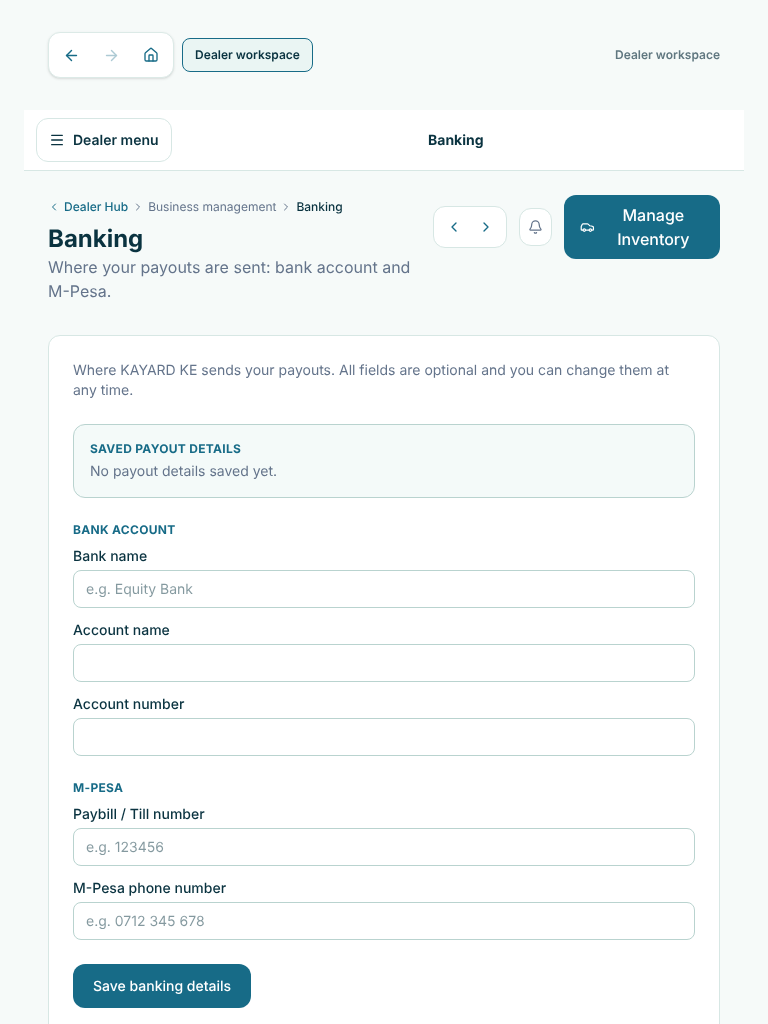 Dealer workspace
Dealer workspace
Dealer menu
Banking
Dealer Hub
Business management
Banking
Banking
Where your payouts are sent: bank account and
M-Pesa.
Manage
Inventory
Where KAYARD KE sends your payouts. All fields are optional and you can change them at
any time.
SAVED PAYOUT DETAILS
No payout details saved yet.
BANK ACCOUNT
Bank name
e.g. Equity Bank
Account name
Account number
M-PESA
Paybill / Till number
e.g. 123456
M-Pesa phone number
e.g. 0712 345 678
Save banking details